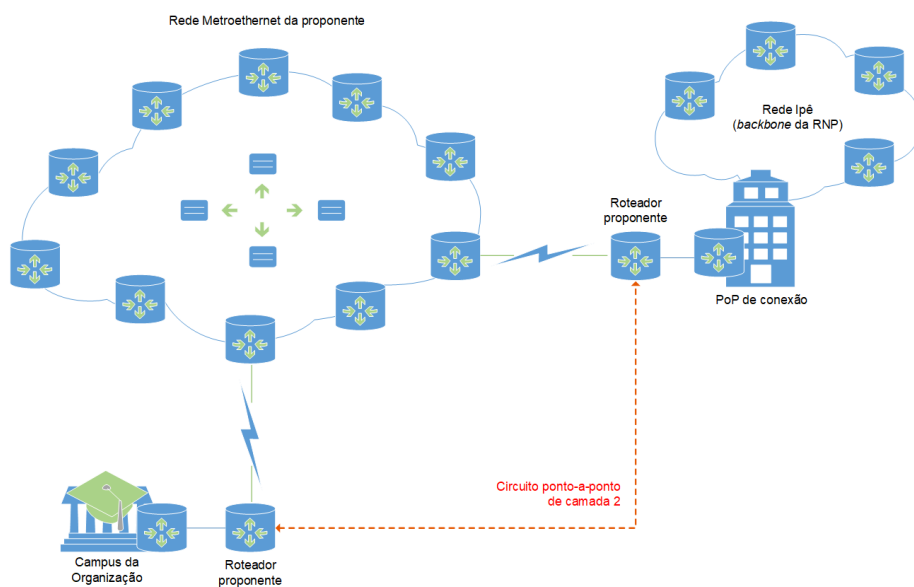 Rede Metroethernet da proponente
Rede Ipê
(backbone da RNP)
Roteador
proponente
PoP de conexão
Circuito ponto-a-ponto
de camada 2
Campus da
Organização
Roteador
proponente